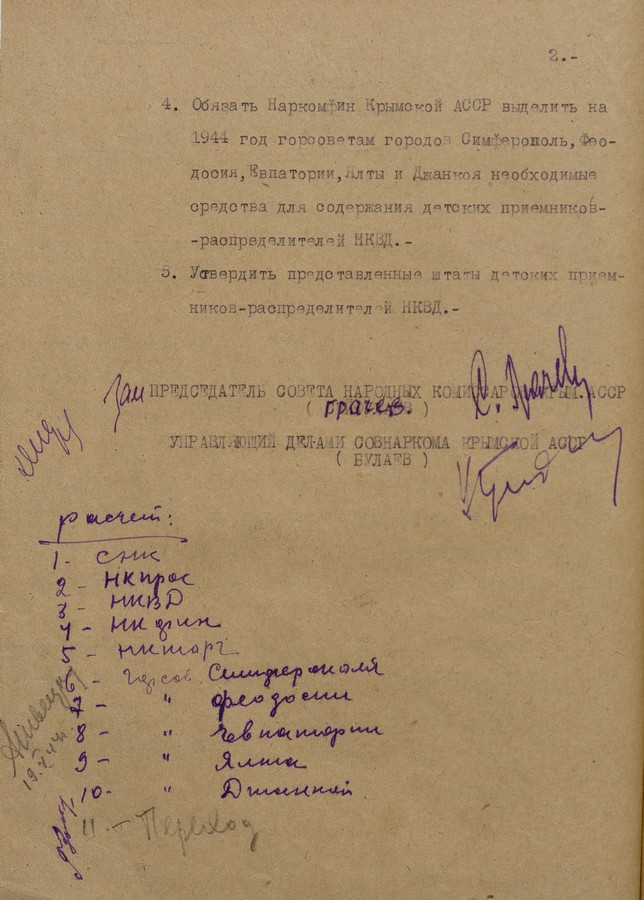 2.-
4. Обязать Наркомфин Крымской АССР выделить на
1944 год горсоветам городов Симферополь, Фео-
досия, Евпатории, Ялты и Джанкоя необходимые
средства для содержания детских приемников-
-распределителей НКВД.-
5. Утвердить представленные штаты детских прием-
ников-распределителей НКВД.-
Зам ПРЕДСЕДАТЕЛЬ СОВЕТА НАРОДНЫХ КОМИССАРОВ КРЫМ.АССР
( Грачев. )
УПРАВЛЯЮЩИЙ ДЕЛАМИ СОВНАРКОМА КРЫМСКОЙ АССР
( БУЛАЕВ )
расчет:
1 - СНК
2 - НКпрос
3 - НКВД
4 - НКфин
5 - НКторг
6 - Горсов. Симферополя
7 - " Феодосии
8 - " Евпатории
9 - " Ялта
10 - " Джанкой
11 -